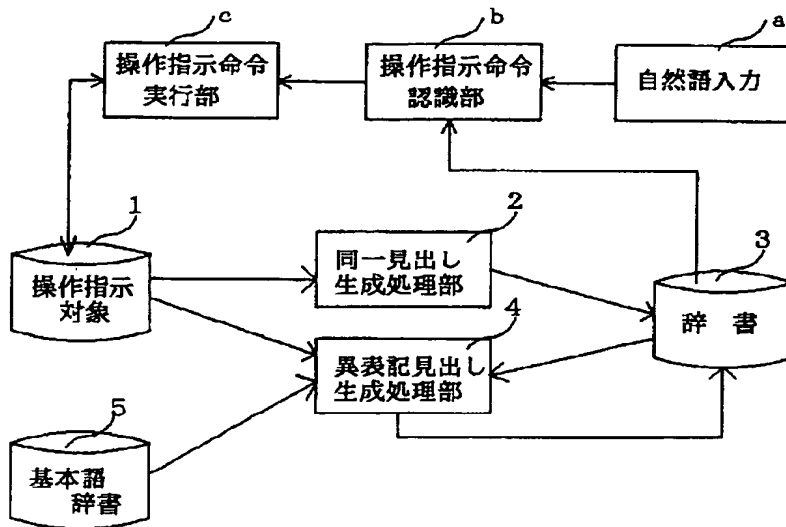 c
b
a
操作指示命令
実行部
操作指示命令
認識部
自然語入力
1
2
3
操作指示
対象
同一見出し
生成処理部
辞 書
4
異表記見出し
生成処理部
5
基本語
辞書